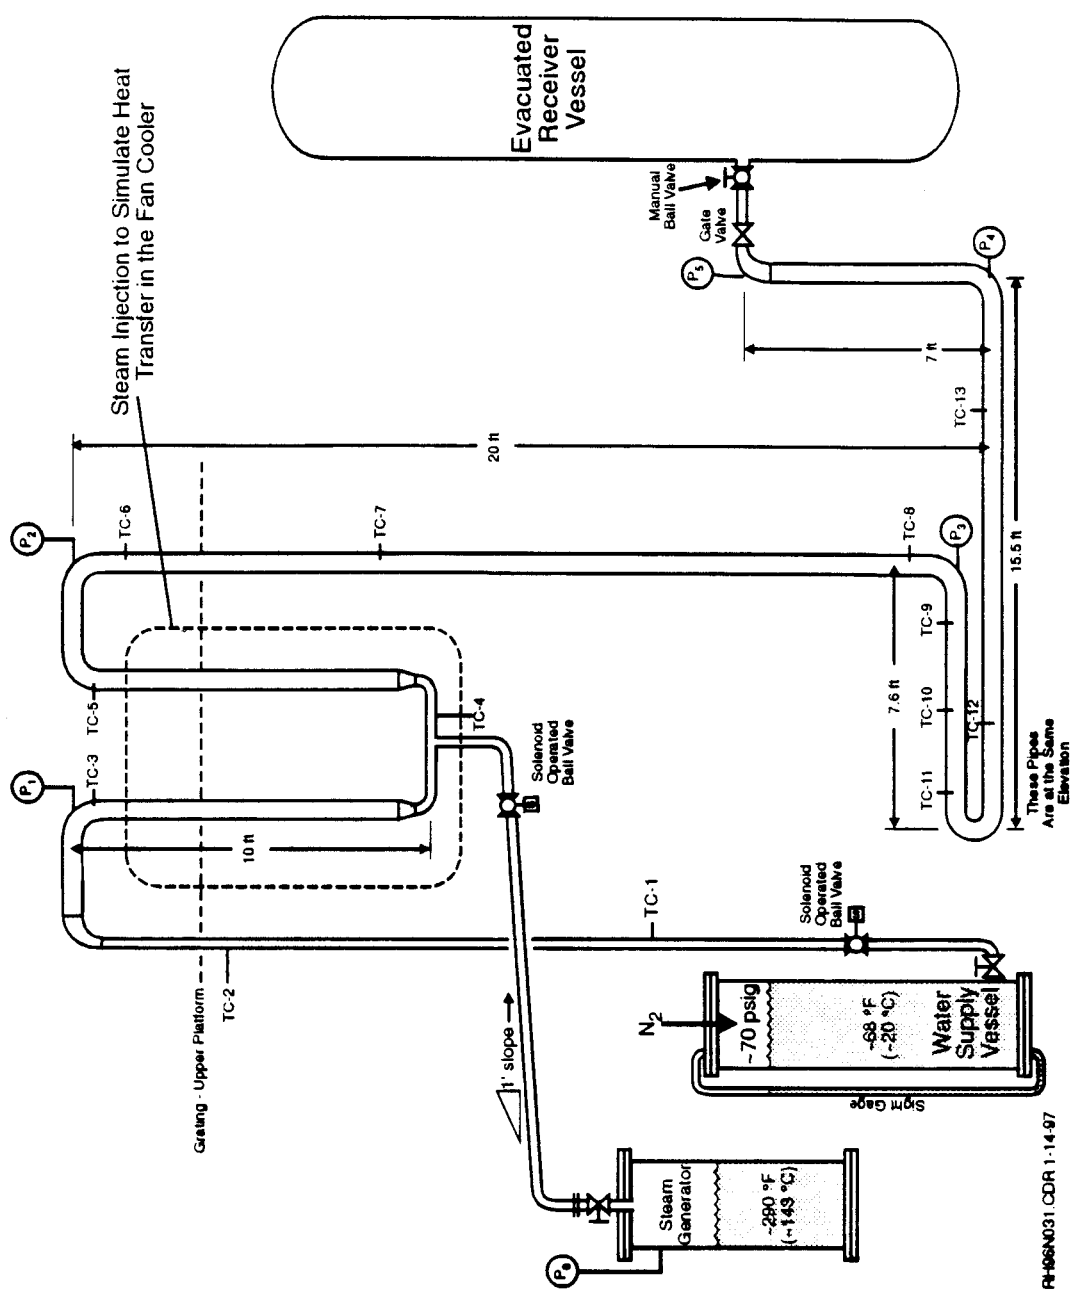 Steam Injection to Simulate Heat
Transfer in the Fan Cooler
Evacuated
Receiver
Vessel
Manual
Ball Valve
Gate
Valve
P5
P4
7 ft
TC-13
20 ft
15.5 ft
P2
TC-6
TC-7
TC-8
P3
TC-9
7.6 ft
TC-10
TC-12
TC-11
These Pipes
Are at the Same
Elevation
TC-5
TC-4
P1
TC-3
10 ft
Solenoid
Operated
Ball Valve
S
Grating - Upper Platform
TC-2
TC-1
Solenoid
Operated
Ball Valve
S
1' slope
N2
~70 psig
~68 °F
(~20 °C)
Water
Supply
Vessel
Sight Gage
Steam
Generator
~290 °F
(~143 °C)
P6
RH96N031.CDR 1-14-97